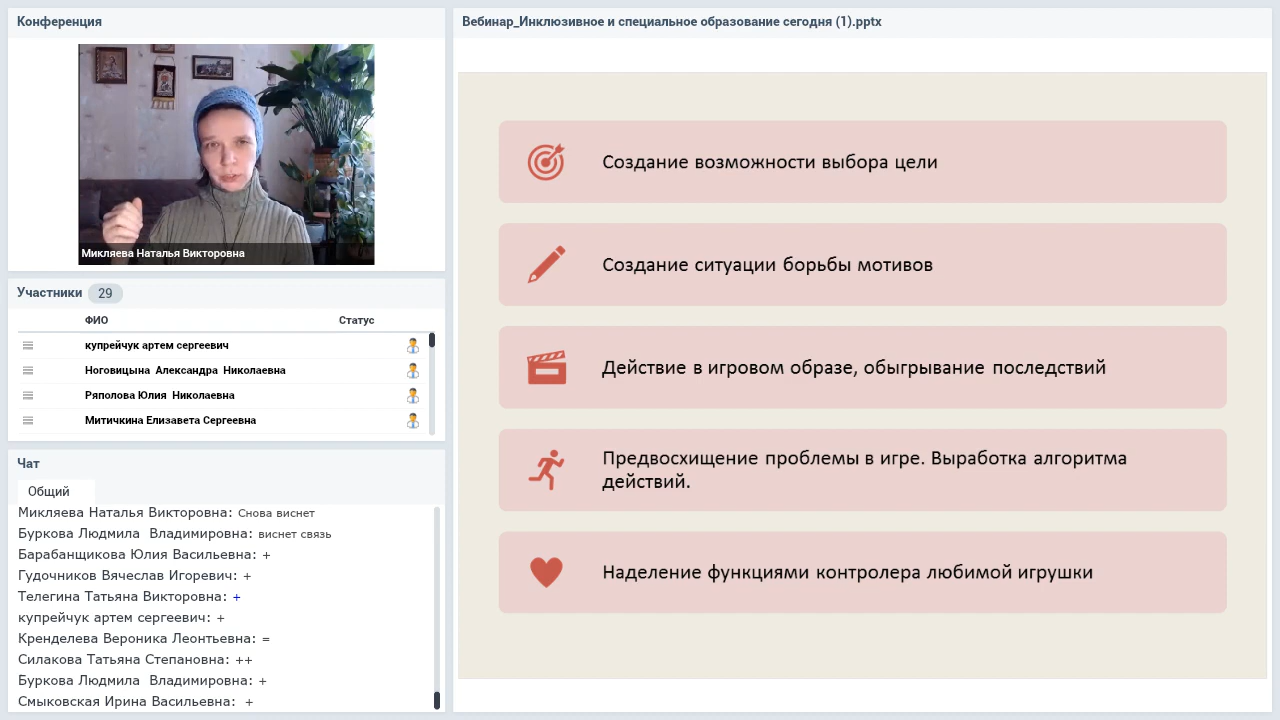 Конференция
Микляева Наталья Викторовна
Участники 29
ФИО Статус
купрейчук артем сергеевич
Ноговицына Александра Николаевна
Ряполова Юлия Николаевна
Митичкина Елизавета Сергеевна
Чат
Общий
Микляева Наталья Викторовна: Снова виснет
Буркова Людмила Владимировна: виснет связь
Барабанщикова Юлия Васильевна: +
Гудочников Вячеслав Игоревич: +
Телегина Татьяна Викторовна: +
купрейчук артем сергеевич: +
Кренделева Вероника Леонтьевна: =
Силакова Татьяна Степановна: ++
Буркова Людмила Владимировна: +
Смыковская Ирина Васильевна: +
Вебинар_Инклюзивное и специальное образование сегодня (1).pptx
Создание возможности выбора цели
Создание ситуации борьбы мотивов
Действие в игровом образе, обыгрывание последствий
Предвосхищение проблемы в игре. Выработка алгоритма
действий.
Наделение функциями контролера любимой игрушки